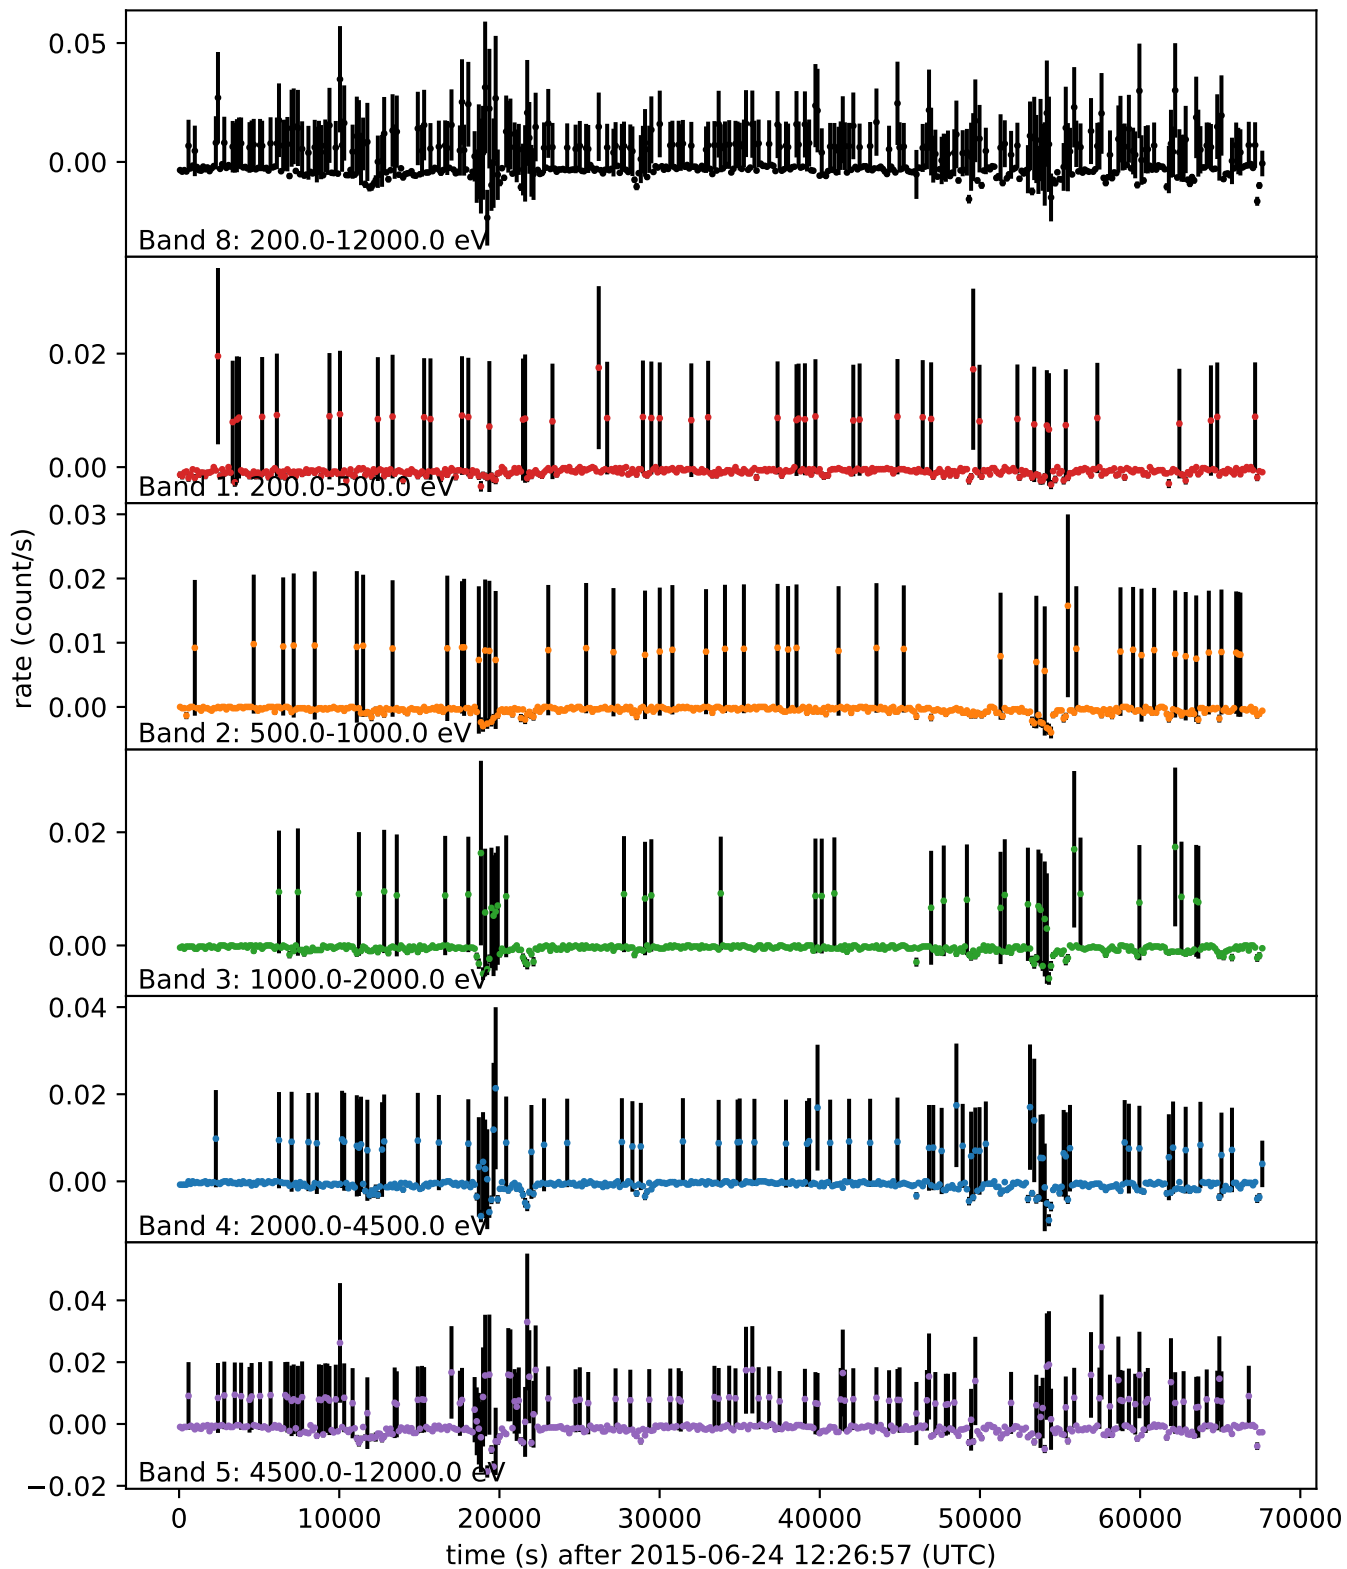 0.05
0.00
Band 8: 200.0-12000.0 eV
0.02
0.00
Band 1: 200.0-500.0 eV
0.03
0.02
0.01
0.00
Band 2: 500.0-1000.0 eV
rate (count/s)
0.02
0.00
Band 3: 1000.0-2000.0 eV
0.04
0.02
0.00
Band 4: 2000.0-4500.0 eV
0.04
0.02
0.00
−0.02
Band 5: 4500.0-12000.0 eV
0 10000 20000 30000 40000 50000 60000 70000
time (s) after 2015-06-24 12:26:57 (UTC)